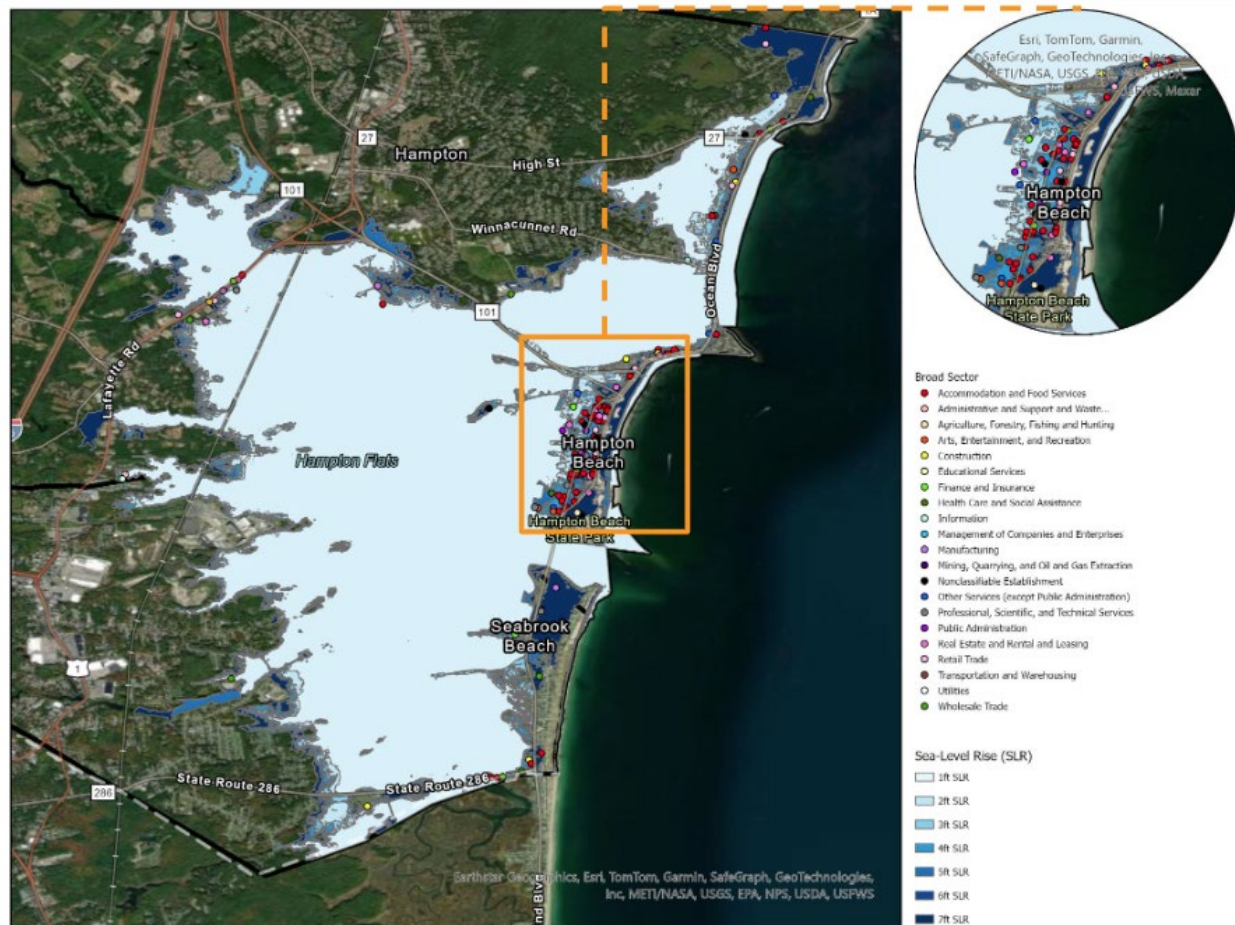 1A
27
Hampton
High St
27
101
Winnacunnet Rd
Ocean Blvd
101
Lafayette Rd
Hampton Flats
Hampton
Beach
Hampton Beach
State Park
Seabrook
Beach
1
State Route 286
State Route 286
286
nd Blvd
Earthstar Geographics, Esri, TomTom, Garmin, SafeGraph, GeoTechnologies,
Inc, METI/NASA, USGS, EPA, NPS, USDA, USFWS
Esri, TomTom, Garmin,
SafeGraph, GeoTechnologies, Inc,
METI/NASA, USGS,
USFWS, Maxar
Hampton
Beach
Hampton Beach
State Park
Broad Sector
Accommodation and Food Services
Administrative and Support and Waste...
Agriculture, Forestry, Fishing and Hunting
Arts, Entertainment, and Recreation
Construction
Educational Services
Finance and Insurance
Health Care and Social Assistance
Information
Management of Companies and Enterprises
Manufacturing
Mining, Quarrying, and Oil and Gas Extraction
Nonclassifiable Establishment
Other Services (except Public Administration)
Professional, Scientific, and Technical Services
Public Administration
Real Estate and Rental and Leasing
Retail Trade
Transportation and Warehousing
Utilities
Wholesale Trade
Sea-Level Rise (SLR)
1ft SLR
2ft SLR
3ft SLR
4ft SLR
5ft SLR
6ft SLR
7ft SLR